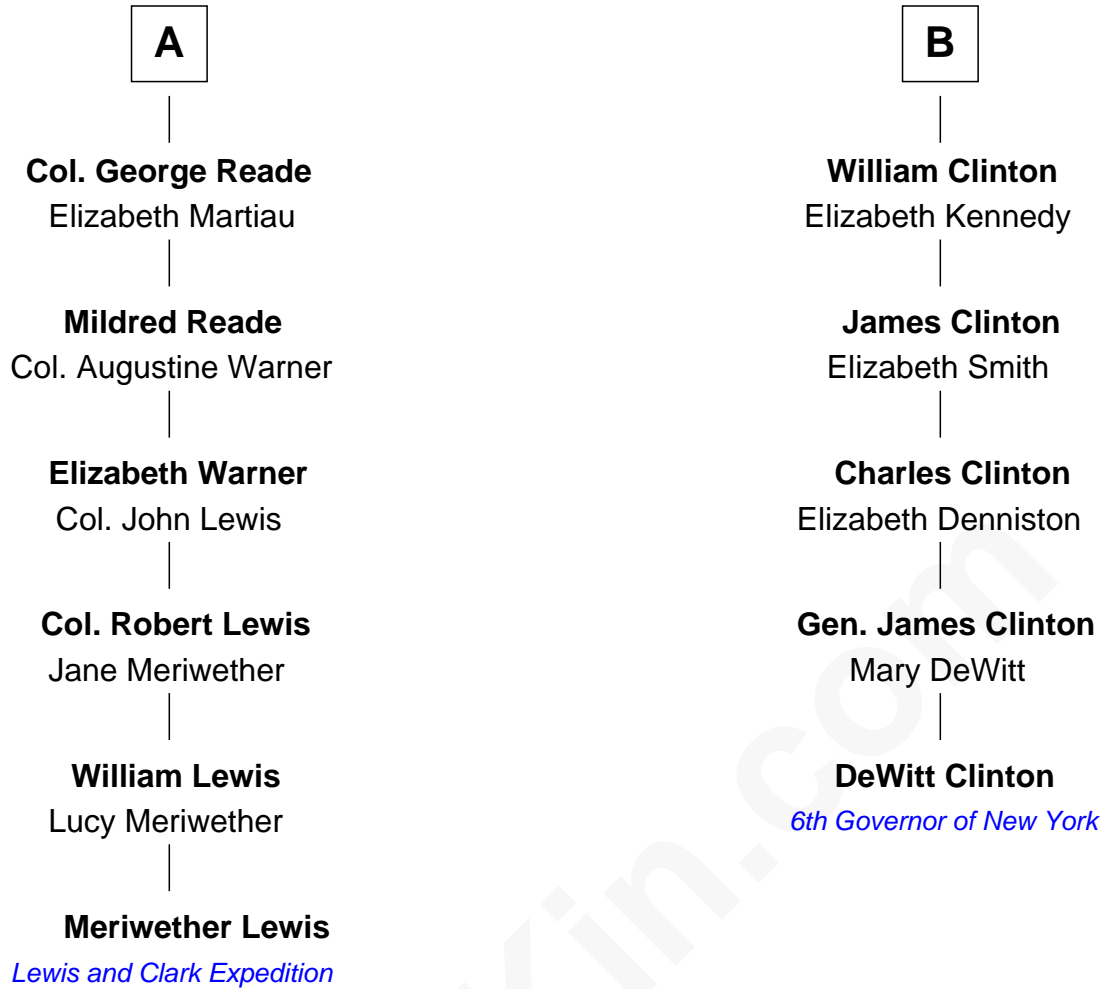 A
Col. George Reade
Elizabeth Martiau
Mildred Reade
Col. Augustine Warner
Elizabeth Warner
Col. John Lewis
Col. Robert Lewis
Jane Meriwether
William Lewis
Lucy Meriwether
Meriwether Lewis
Lewis and Clark Expedition
B
William Clinton
Elizabeth Kennedy
James Clinton
Elizabeth Smith
Charles Clinton
Elizabeth Denniston
Gen. James Clinton
Mary DeWitt
DeWitt Clinton
6th Governor of New York